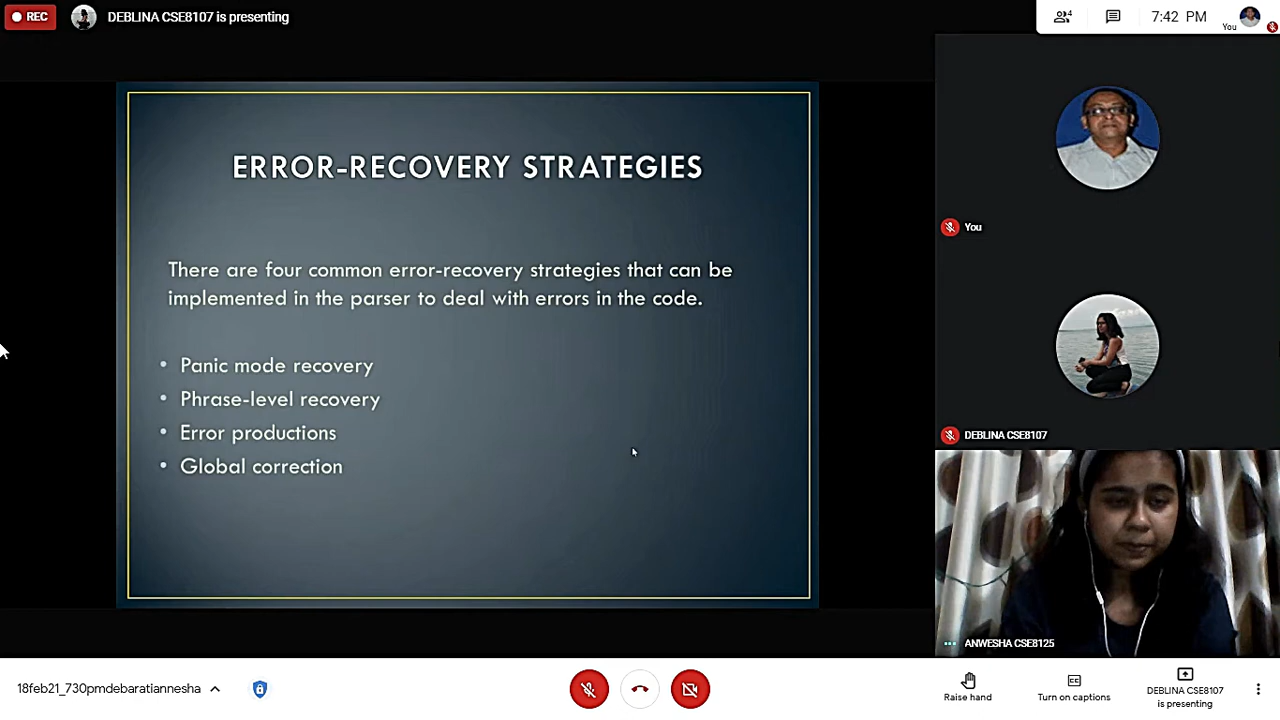 REC
DEBLINA CSE8107 is presenting
4
7:42 PM
You
ERROR-RECOVERY STRATEGIES
There are four common error-recovery strategies that can be
implemented in the parser to deal with errors in the code.
• Panic mode recovery
• Phrase-level recovery
• Error productions
• Global correction
You
DEBLINA CSE8107
ANWESHA CSE8125
18feb21_730pmdebaratiannesha
Raise hand
CC
Turn on captions
DEBLINA CSE8107
is presenting